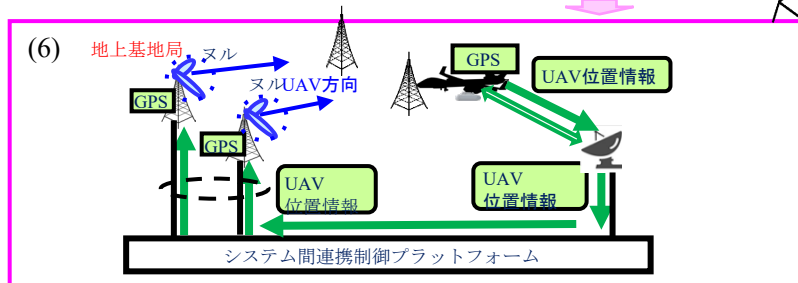 (6)
地上基地局
ヌル
GPS
UAV位置情報
ヌルUAV方向
GPS
GPS
UAV
位置情報
UAV
位置情報
システム間連携制御プラットフォーム